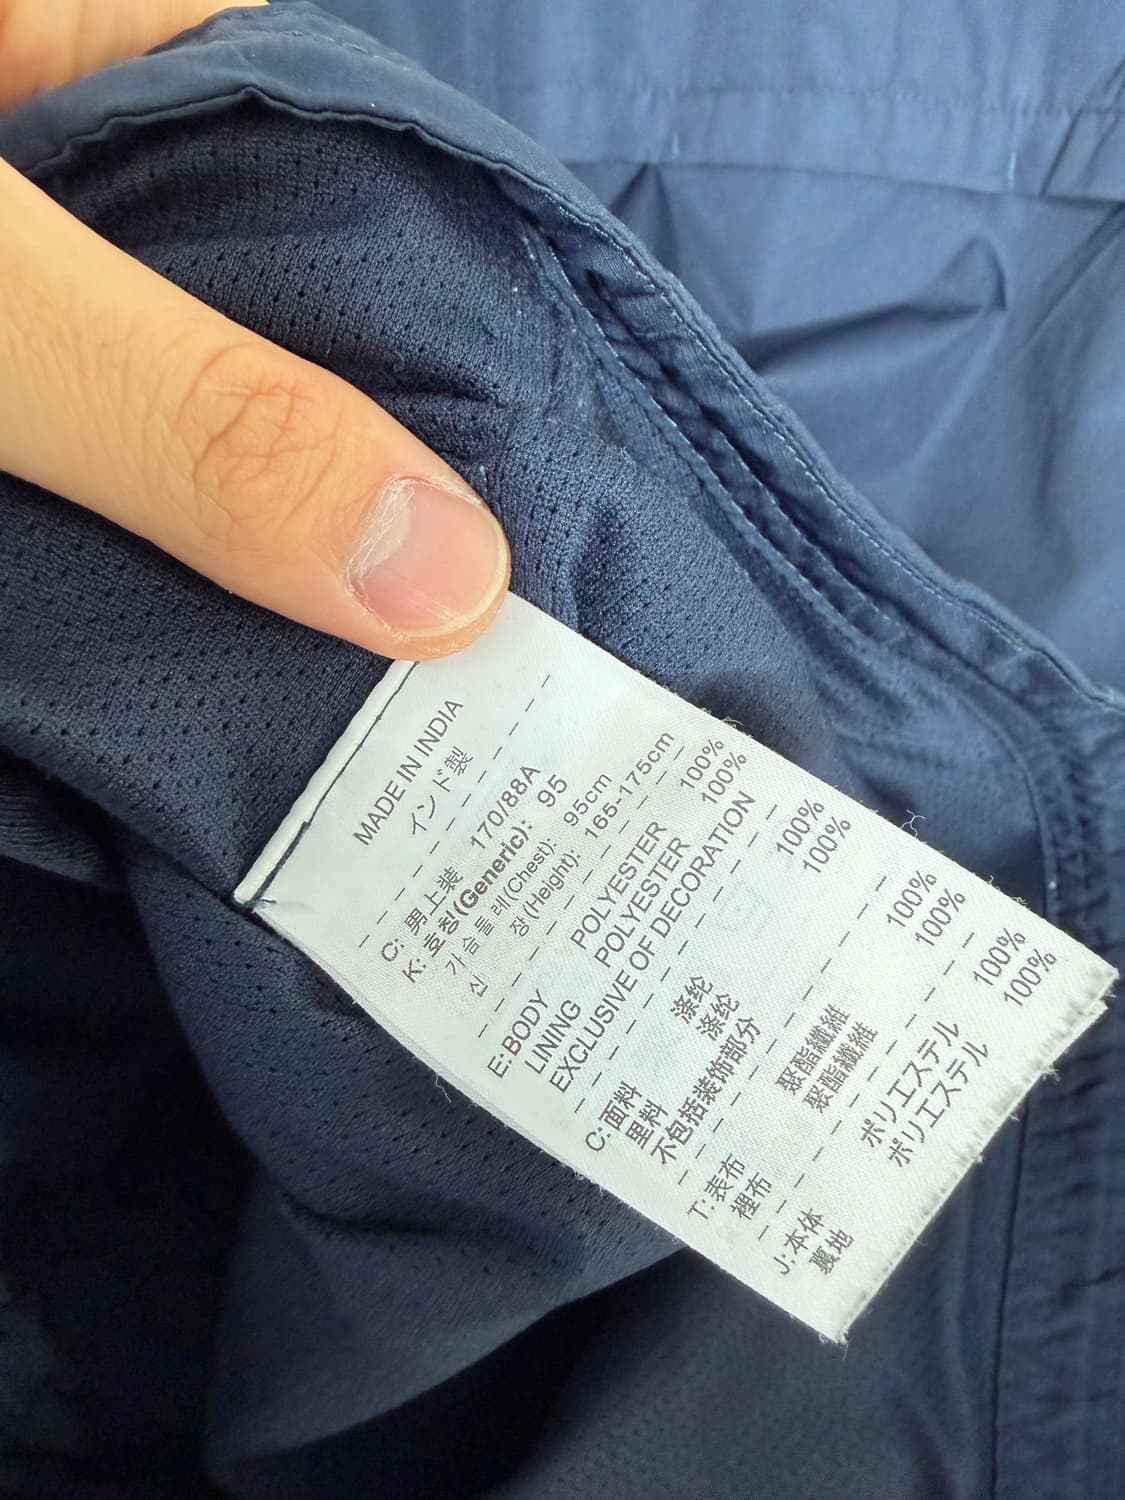 MADE IN INDIA
インド製
C: 男上装 170/88A
K: 호칭(Generic): 95
가슴둘레(Chest): 95cm
신 장(Height): 165-175cm
E: BODY POLYESTER 100%
LINING POLYESTER 100%
EXCLUSIVE OF DECORATION
C: 面料 涤纶 100%
里料 涤纶 100%
不包括装饰部分
T: 表布 聚酯纖維 100%
裡布 聚酯纖維 100%
J: 本体 ポリエステル 100%
裏地 ポリエステル 100%